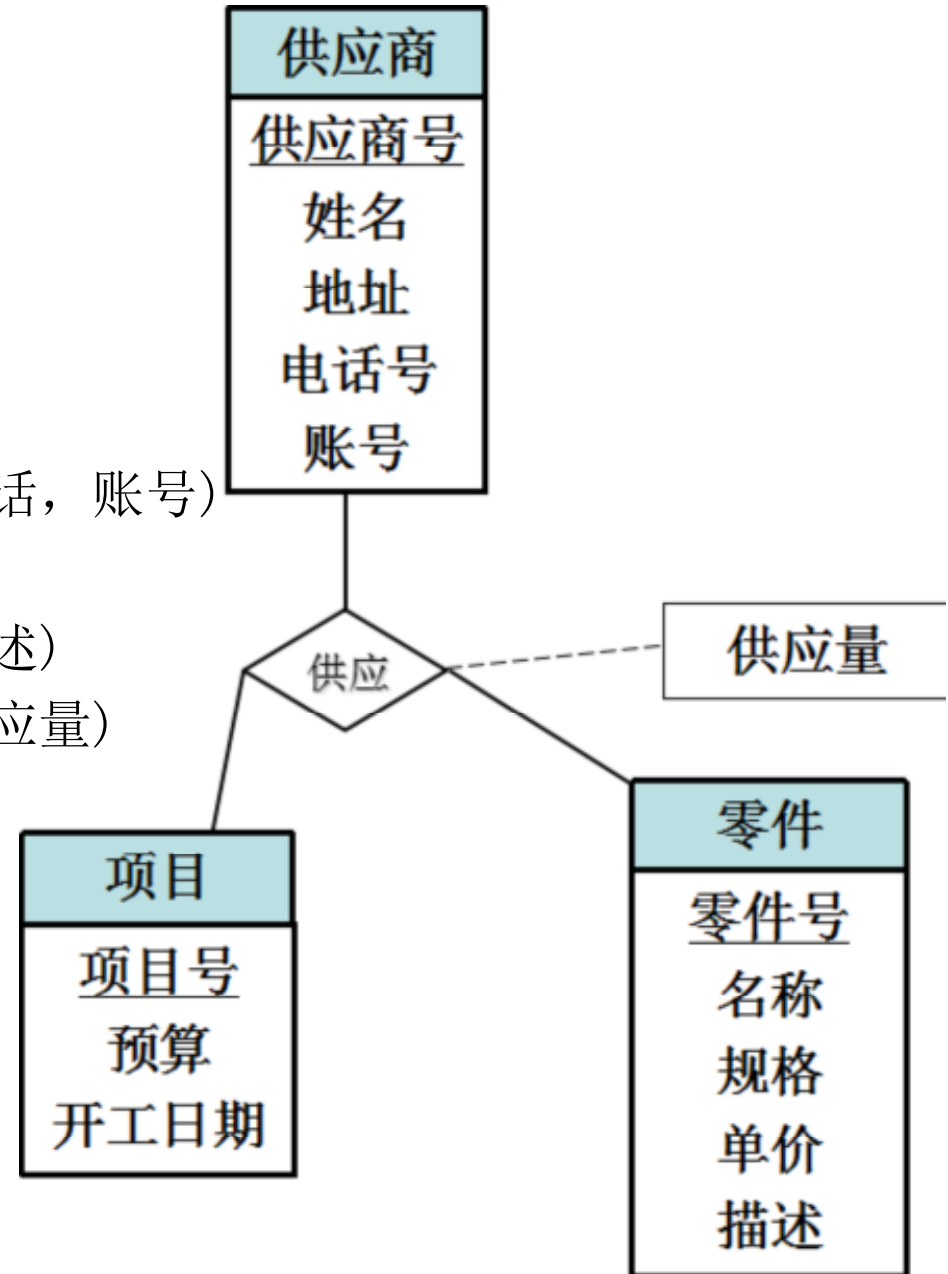 供应商
供应商号
姓名
地址
电话号
账号
话，账号)
述)
应量)
供应
供应量
项目
项目号
预算
开工日期
零件
零件号
名称
规格
单价
描述